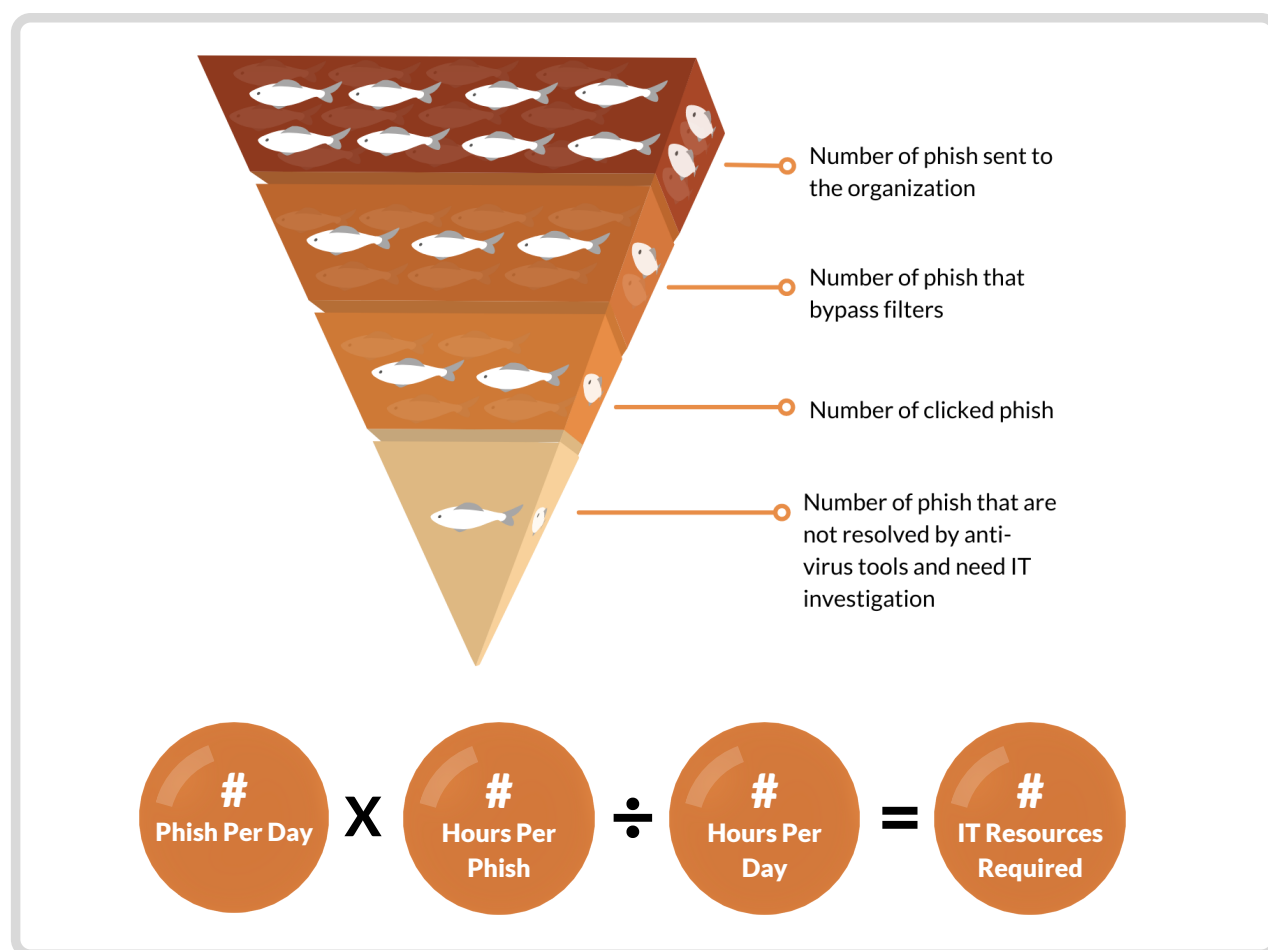 Number of phish sent to
the organization
Number of phish that
bypass filters
Number of clicked phish
Number of phish that are
not resolved by anti-
virus tools and need IT
investigation
#
Phish Per Day
X
#
Hours Per
Phish
÷
#
Hours Per
Day
=
#
IT Resources
Required